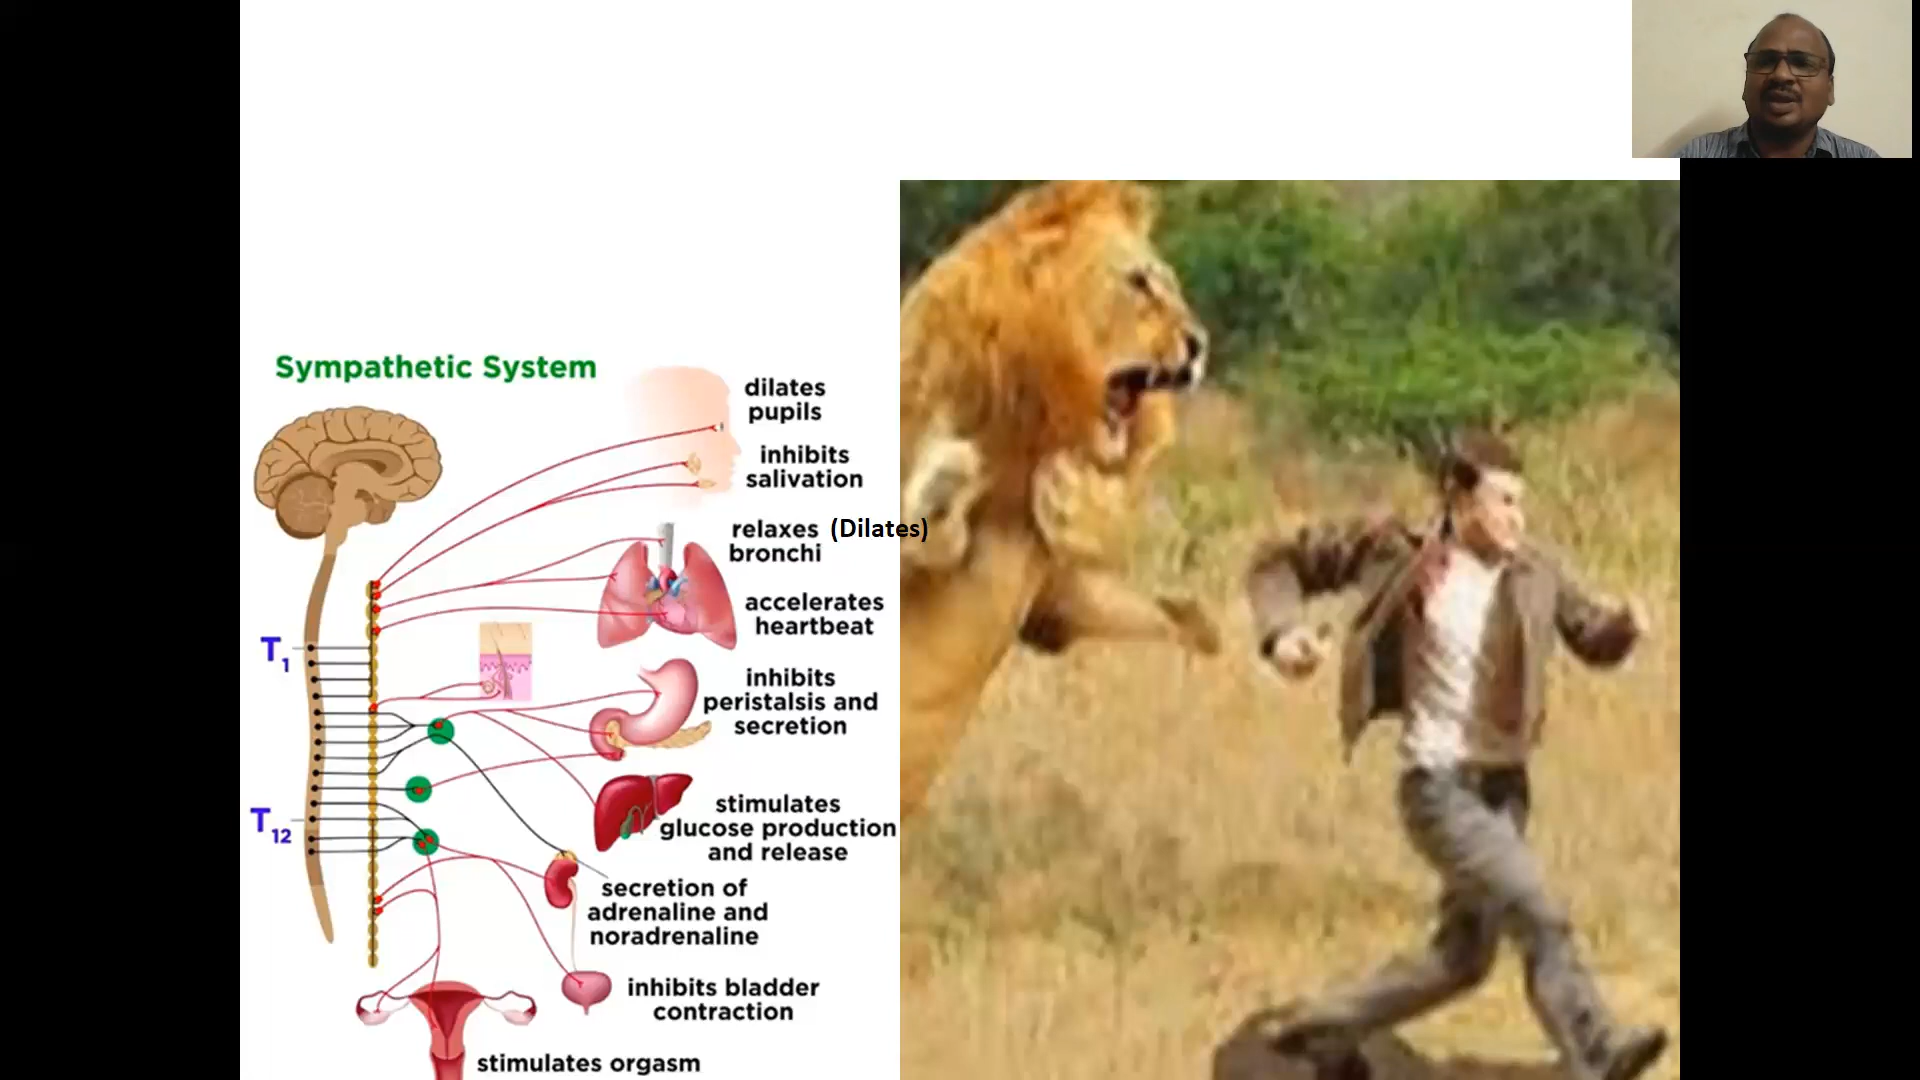 Sympathetic System
dilates
pupils
inhibits
salivation
relaxes (Dilates)
bronchi
accelerates
heartbeat
T1
inhibits
peristalsis and
secretion
stimulates
glucose production
and release
T12
secretion of
adrenaline and
noradrenaline
inhibits bladder
contraction
stimulates orgasm